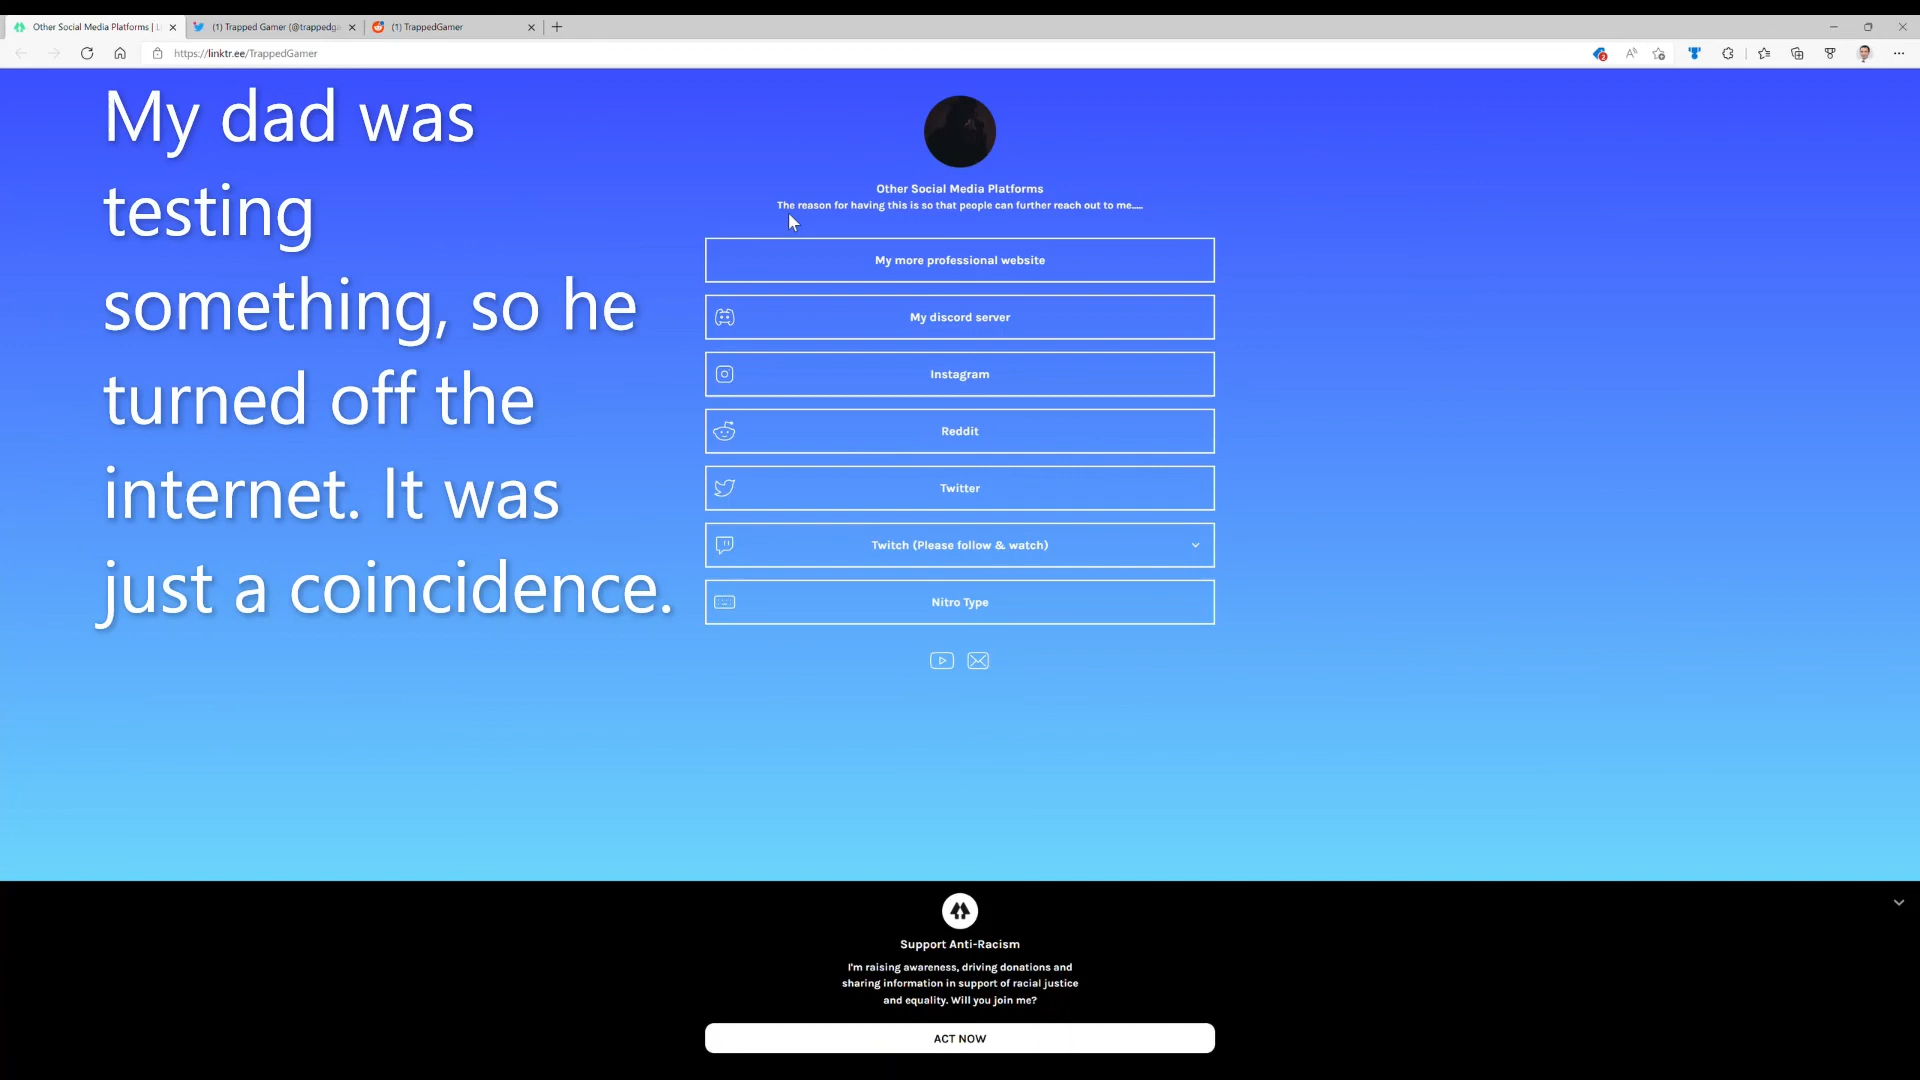 Other Social Media Platforms | L
(1) Trapped Gamer (@trappedga
(1) TrappedGamer
https://linktr.ee/TrappedGamer
2
My dad was
testing
something, so he
turned off the
internet. It was
just a coincidence.
Other Social Media Platforms
The reason for having this is so that people can further reach out to me.....
My more professional website
My discord server
Instagram
Reddit
Twitter
Twitch (Please follow & watch)
Nitro Type
Support Anti-Racism
I'm raising awareness, driving donations and
sharing information in support of racial justice
and equality. Will you join me?
ACT NOW